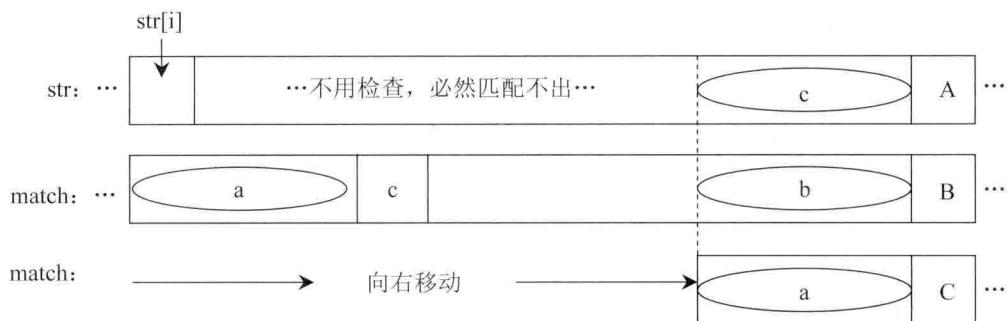 str[i]
str: … …不用检查，必然匹配不出… c A …
match: … a c b B …
match: 向右移动 a C …